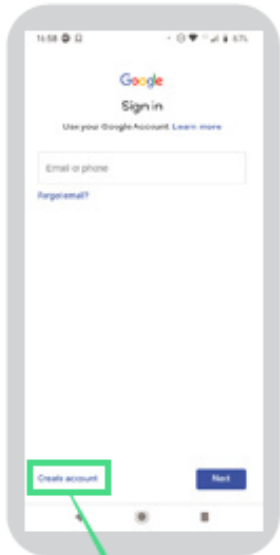 16:58
87%
Google
Sign in
Use your Google Account. Learn more
Email or phone
Forgot email?
Create account
Next